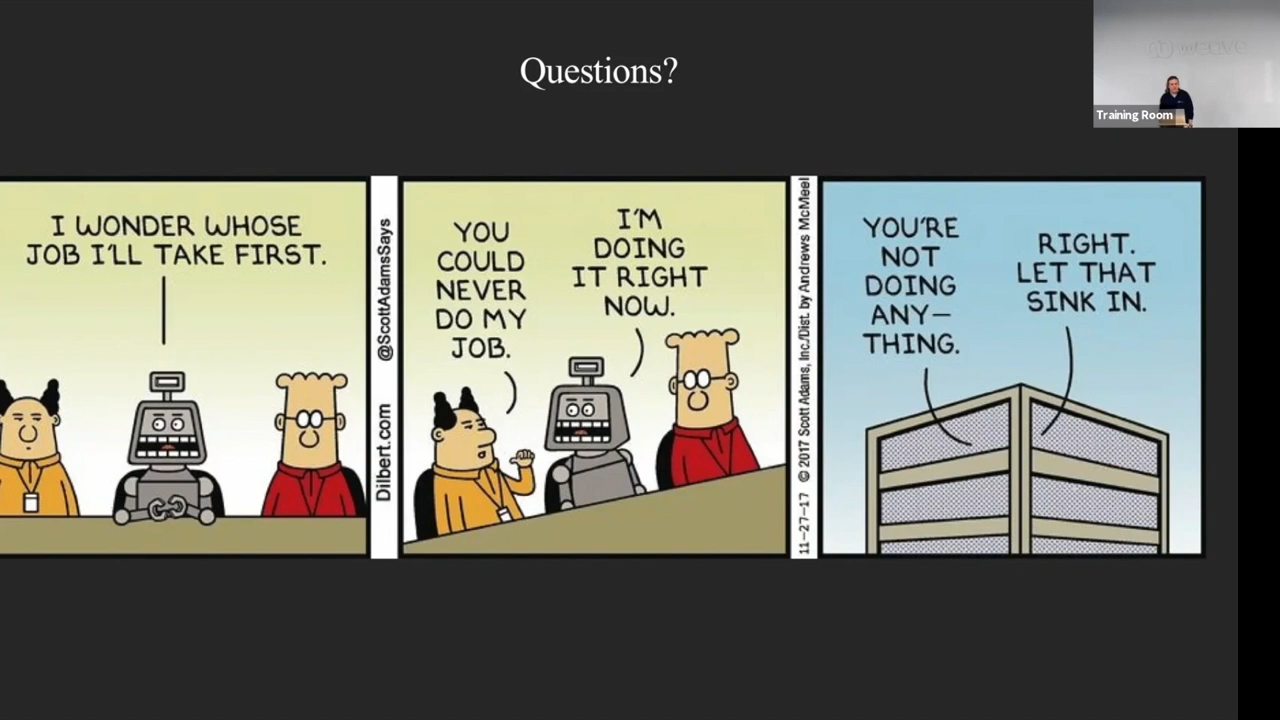 Questions?
Training Room
I WONDER WHOSE
JOB I'LL TAKE FIRST.
Dilbert.com @ScottAdamsSays
YOU
COULD
NEVER
DO MY
JOB.
I'M
DOING
IT RIGHT
NOW.
11-27-17 © 2017 Scott Adams, Inc./Dist. by Andrews McMeel
YOU'RE
NOT
DOING
ANY–
THING.
RIGHT.
LET THAT
SINK IN.